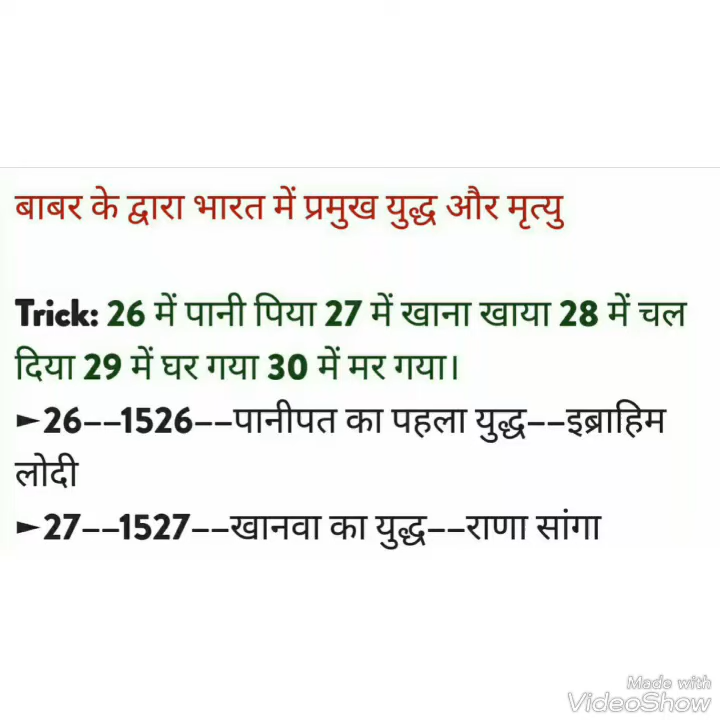 बाबर के द्वारा भारत में प्रमुख युद्ध और मृत्यु
Trick: 26 में पानी पिया 27 में खाना खाया 28 में चल
दिया 29 में घर गया 30 में मर गया।
►26--1526--पानीपत का पहला युद्ध--इब्राहिम
लोदी
►27--1527--खानवा का युद्ध--राणा सांगा
Made with
VideoShow